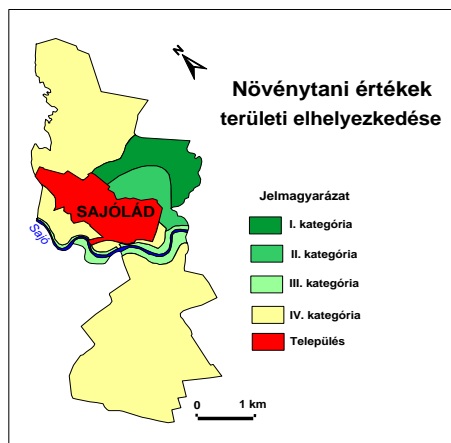 N
Növénytani értékek
területi elhelyezkedése
SAJÓLÁD
Sajó
Jelmagyarázat
I. kategória
II. kategória
III. kategória
IV. kategória
Település
0 1 km